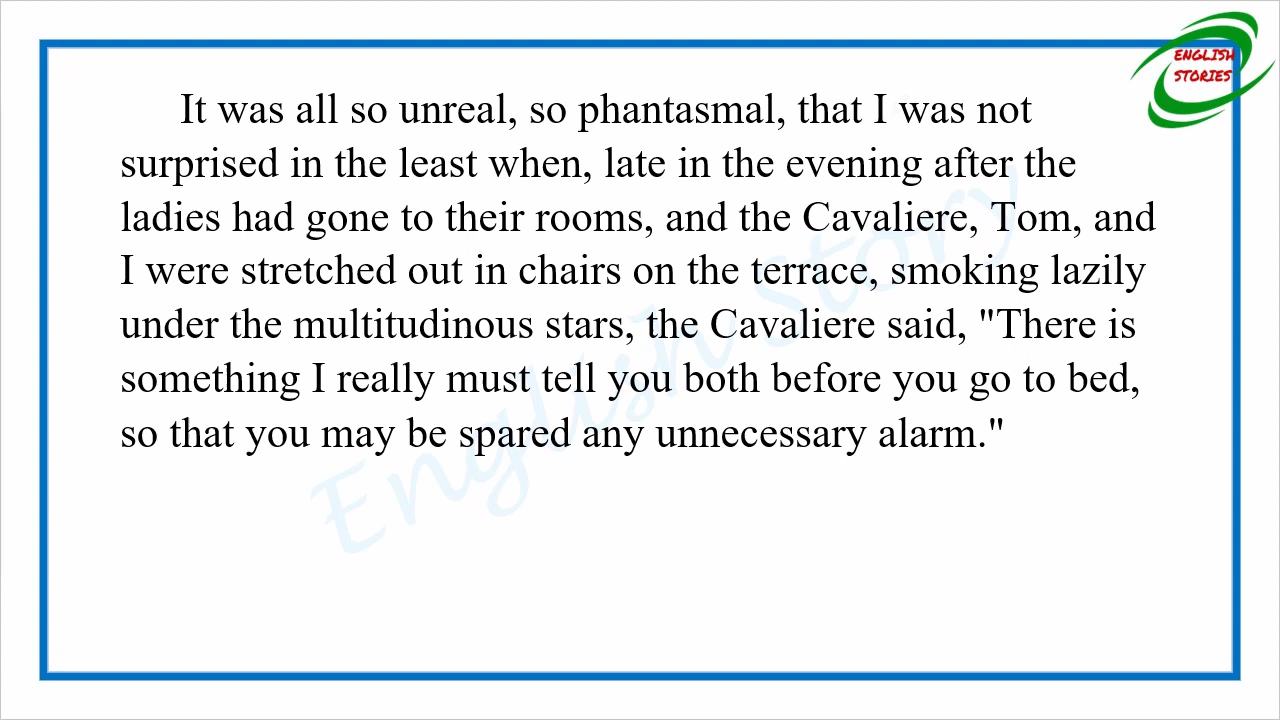 ENGLISH
STORIES
It was all so unreal, so phantasmal, that I was not
surprised in the least when, late in the evening after the
ladies had gone to their rooms, and the Cavaliere, Tom, and
I were stretched out in chairs on the terrace, smoking lazily
under the multitudinous stars, the Cavaliere said, "There is
something I really must tell you both before you go to bed,
so that you may be spared any unnecessary alarm."
English Story